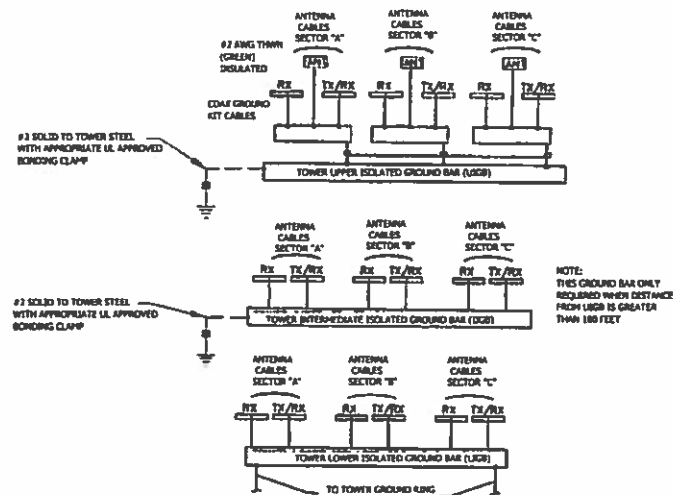 ANTENNA CABLES SECTOR "A"
ANTENNA CABLES SECTOR "B"
ANTENNA CABLES SECTOR "C"
#2 AWG THWN
(GREEN)
INSULATED
ANT ANT ANT
RX TX/RX RX TX/RX RX TX/RX
COAX GROUND
KIT CABLES
#2 SOLID TO TOWER STEEL
WITH APPROPRIATE UL APPROVED
BONDING CLAMP
TOWER UPPER ISOLATED GROUND BAR (UIGB)
ANTENNA CABLES SECTOR "A"
ANTENNA CABLES SECTOR "B"
ANTENNA CABLES SECTOR "C"
RX TX/RX RX TX/RX RX TX/RX
NOTE:
THIS GROUND BAR ONLY
REQUIRED WHEN DISTANCE
FROM UIGB IS GREATER
THAN 180 FEET
#2 SOLID TO TOWER STEEL
WITH APPROPRIATE UL APPROVED
BONDING CLAMP
TOWER INTERMEDIATE ISOLATED GROUND BAR (IIGB)
ANTENNA CABLES SECTOR "A"
ANTENNA CABLES SECTOR "B"
ANTENNA CABLES SECTOR "C"
RX TX/RX RX TX/RX RX TX/RX
TOWER LOWER ISOLATED GROUND BAR (LIGB)
TO TOWER GROUND RING